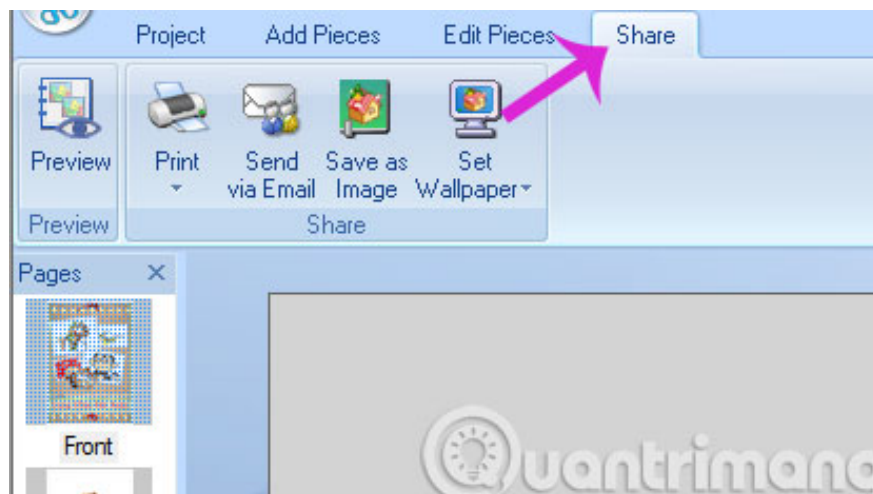 Project Add Pieces Edit Pieces Share
Preview Print Send via Email Save as Image Set Wallpaper
Preview Share
Pages
Front
Quantrimang